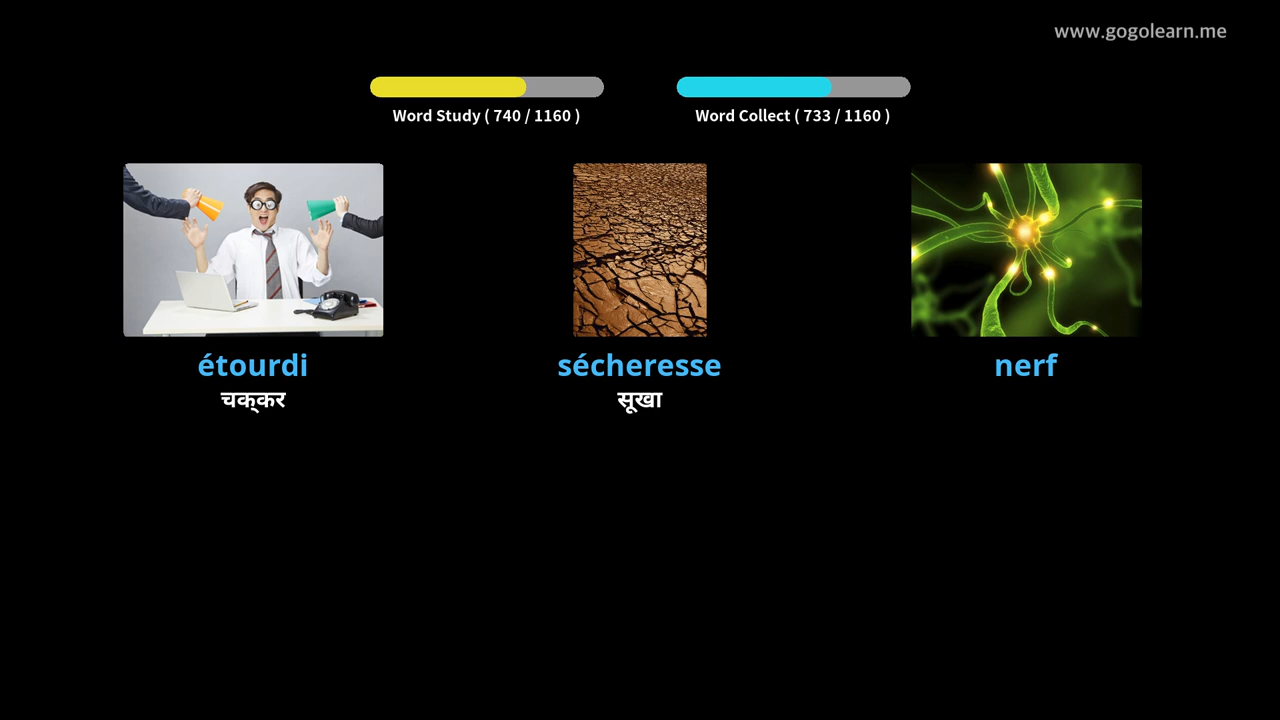 www.gogolearn.me
Word Study ( 740 / 1160 )
Word Collect ( 733 / 1160 )
étourdi
sécheresse
nerf
चक्कर
सूखा